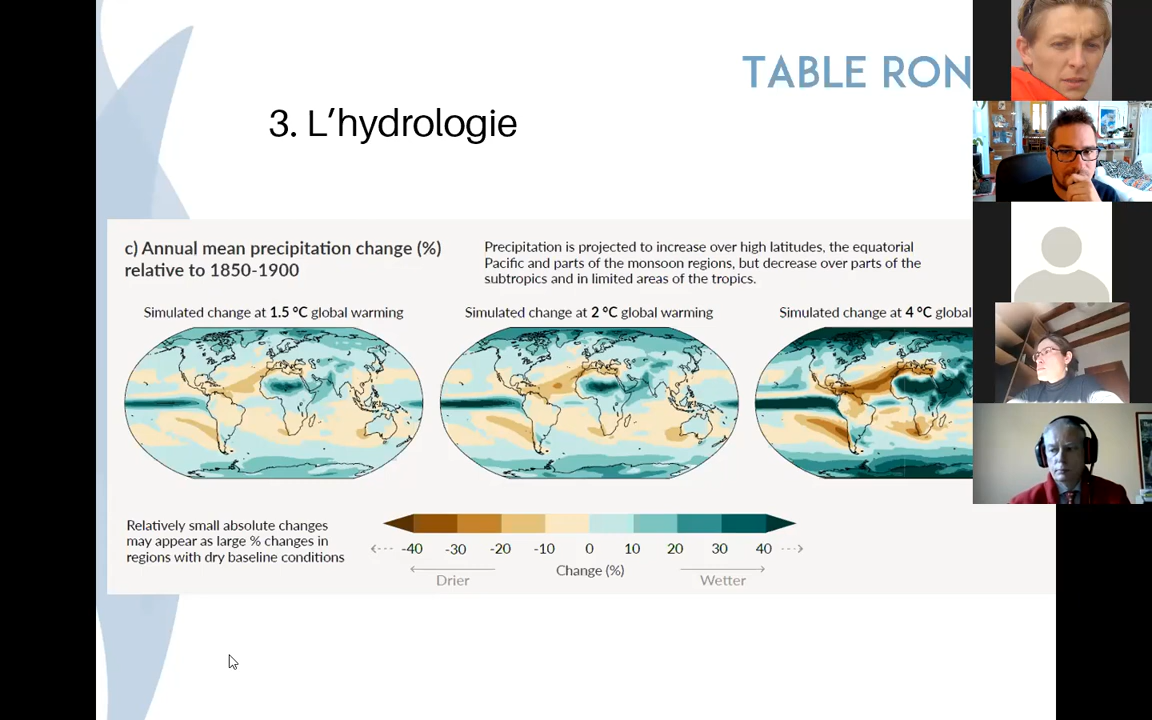 TABLE RON
3. L’hydrologie
c) Annual mean precipitation change (%)
relative to 1850-1900
Precipitation is projected to increase over high latitudes, the equatorial
Pacific and parts of the monsoon regions, but decrease over parts of the
subtropics and in limited areas of the tropics.
Simulated change at 1.5 °C global warming
Simulated change at 2 °C global warming
Simulated change at 4 °C global
Relatively small absolute changes
may appear as large % changes in
regions with dry baseline conditions
-40 -30 -20 -10 0 10 20 30 40
Change (%)
Drier
Wetter